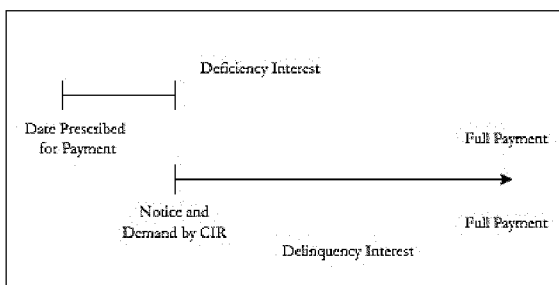 Deficiency Interest
Date Prescribed
for Payment
Full Payment
Notice and
Demand by CIR
Full Payment
Delinquency Interest